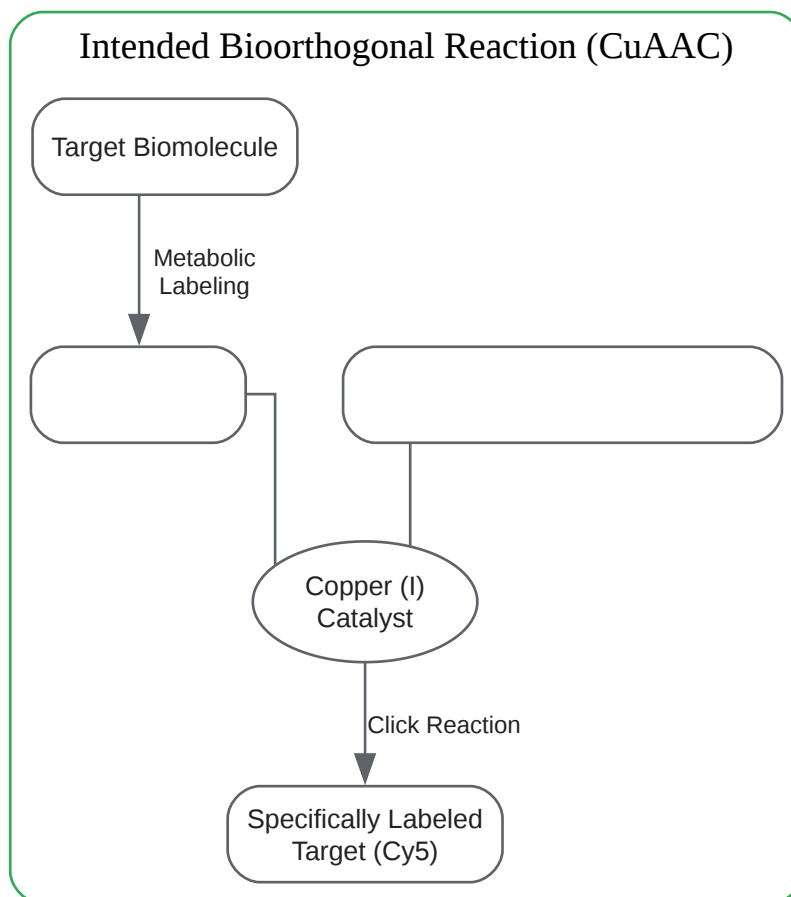 Intended Bioorthogonal Reaction (CuAAC)
Target Biomolecule
Metabolic
Labeling
Copper (I)
Catalyst
Click Reaction
Specifically Labeled
Target (Cy5)